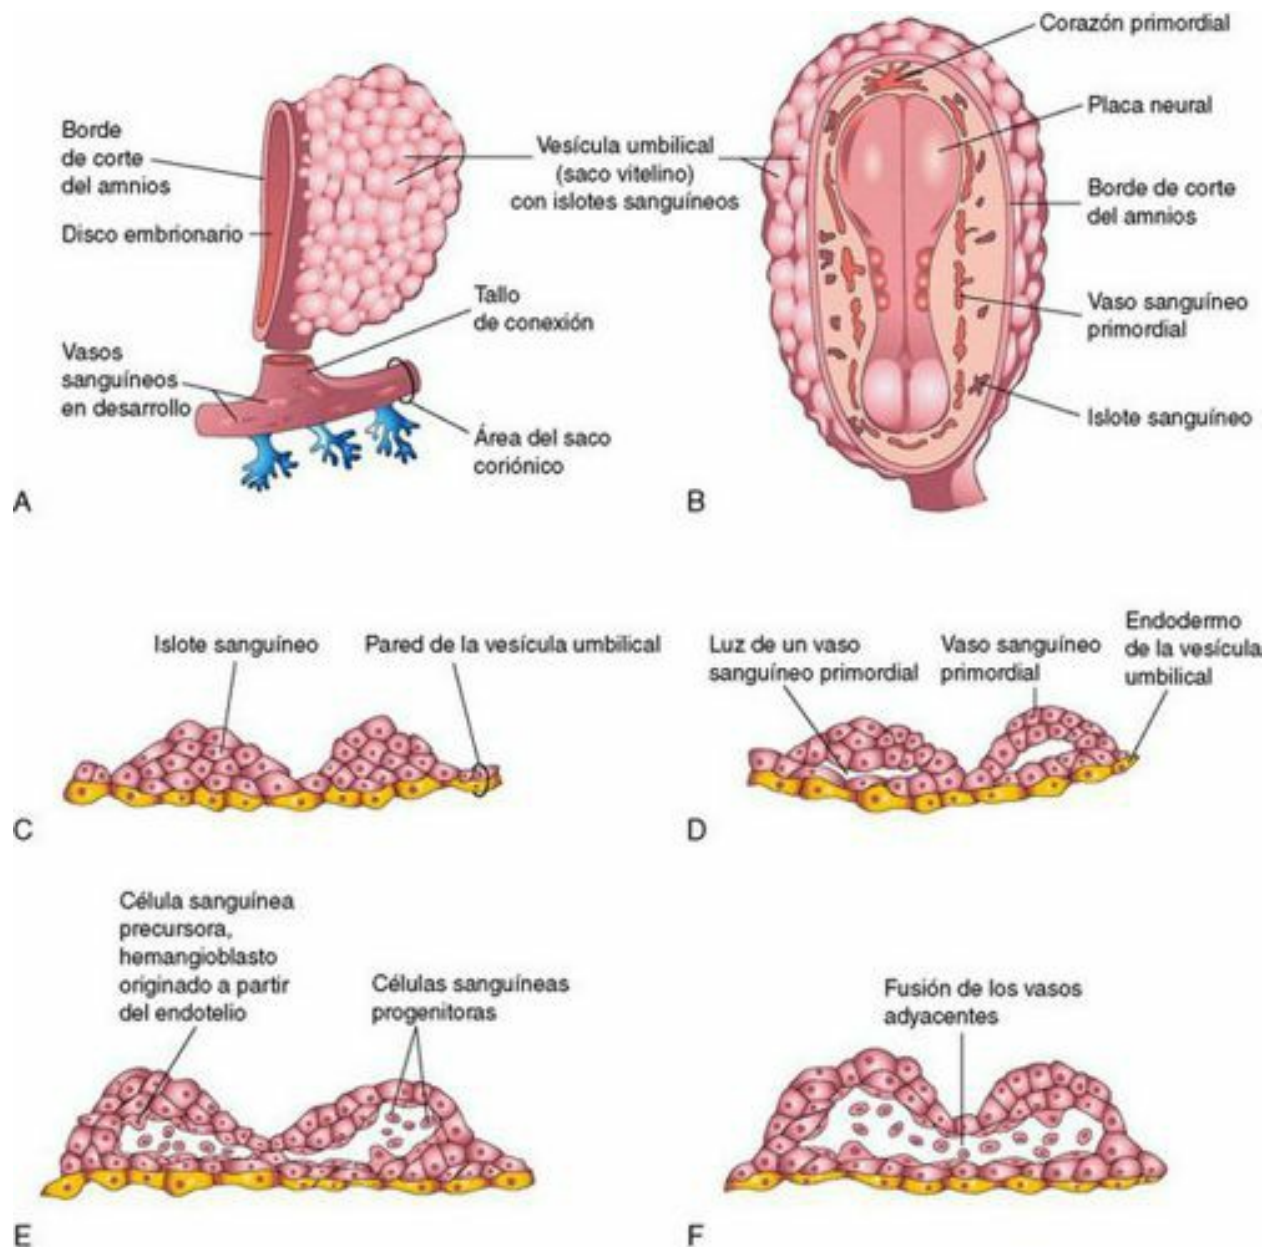 Borde
de corte
del amnios
Disco embrionario
Vasos
sanguíneos
en desarrollo
Vesícula umbilical
(saco vitelino)
con islotes sanguíneos
Tallo
de conexión
Área del saco
coriónico
A
Corazón primordial
Placa neural
Borde de corte
del amnios
Vaso sanguíneo
primordial
Islote sanguíneo
B
Islote sanguíneo
Pared de la vesícula umbilical
C
Luz de un vaso
sanguíneo primordial
Vaso sanguíneo
primordial
Endodermo
de la vesícula
umbilical
D
Célula sanguínea
precursora,
hemangioblasto
originado a partir
del endotelio
Células sanguíneas
progenitoras
E
Fusión de los vasos
adyacentes
F